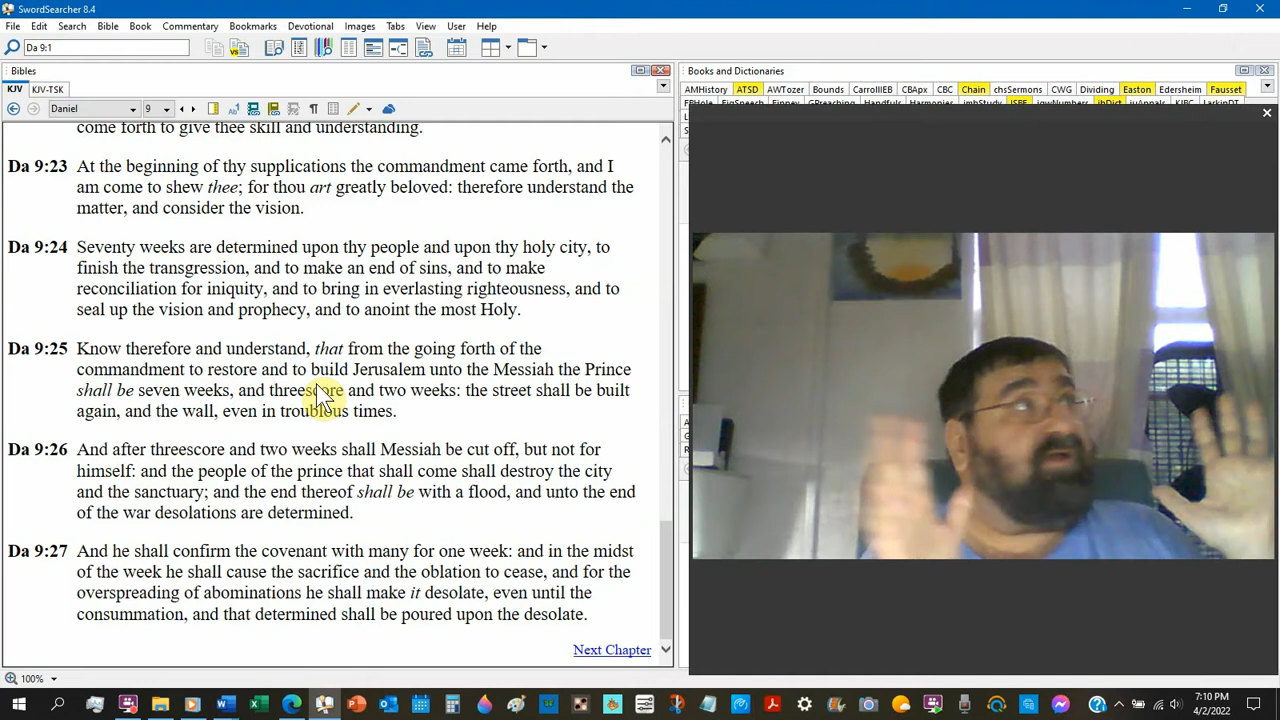 SwordSearcher 8.4
File Edit Search Bible Book Commentary Bookmarks Devotional Images Tabs View User Help
Da 9:1
Bibles
KJV KJV-TSK
Daniel 9
come forth to give thee skill and understanding.
Da 9:23 At the beginning of thy supplications the commandment came forth, and I
am come to shew thee; for thou art greatly beloved: therefore understand the
matter, and consider the vision.
Da 9:24 Seventy weeks are determined upon thy people and upon thy holy city, to
finish the transgression, and to make an end of sins, and to make
reconciliation for iniquity, and to bring in everlasting righteousness, and to
seal up the vision and prophecy, and to anoint the most Holy.
Da 9:25 Know therefore and understand, that from the going forth of the
commandment to restore and to build Jerusalem unto the Messiah the Prince
shall be seven weeks, and threescore and two weeks: the street shall be built
again, and the wall, even in troublous times.
Da 9:26 And after threescore and two weeks shall Messiah be cut off, but not for
himself: and the people of the prince that shall come shall destroy the city
and the sanctuary; and the end thereof shall be with a flood, and unto the end
of the war desolations are determined.
Da 9:27 And he shall confirm the covenant with many for one week: and in the midst
of the week he shall cause the sacrifice and the oblation to cease, and for the
overspreading of abominations he shall make it desolate, even until the
consummation, and that determined shall be poured upon the desolate.
Next Chapter
100%
Books and Dictionaries
AMHistory ATSD AWTozer Bounds CarrollIEB CBApx CBC Chain chsSermons CWG Dividing Easton Edersheim Fausset
7:10 PM
4/2/2022